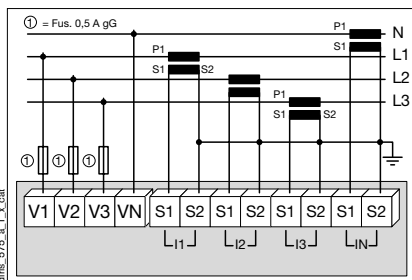 ① = Fus. 0,5 A gG
P1
N
S1
L1
P1
S1 S2
L2
P1
L3
S1 S2
① ① ①
V1 V2 V3 VN S1 S2 S1 S2 S1 S2 S1 S2
I1 I2 I3 IN